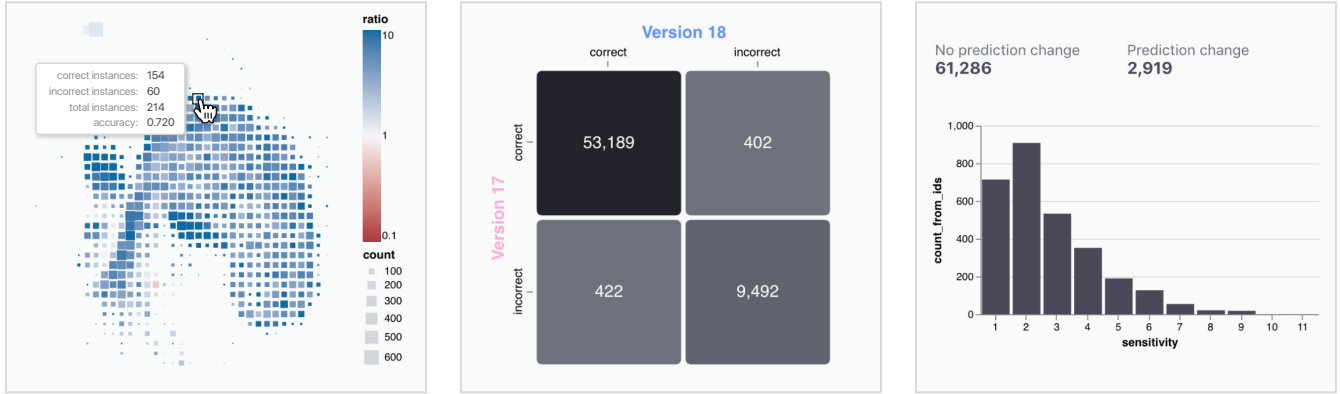 ratio
10
1
0.1
correct instances: 154
incorrect instances: 60
total instances: 214
accuracy: 0.720
count
100
200
300
400
500
600
Version 18
correct incorrect
Version 17
correct
53,189 402
incorrect
422 9,492
No prediction change Prediction change
61,286 2,919
count_from_ids
1,000
800
600
400
200
0
1 2 3 4 5 6 7 8 9 10 11
sensitivity